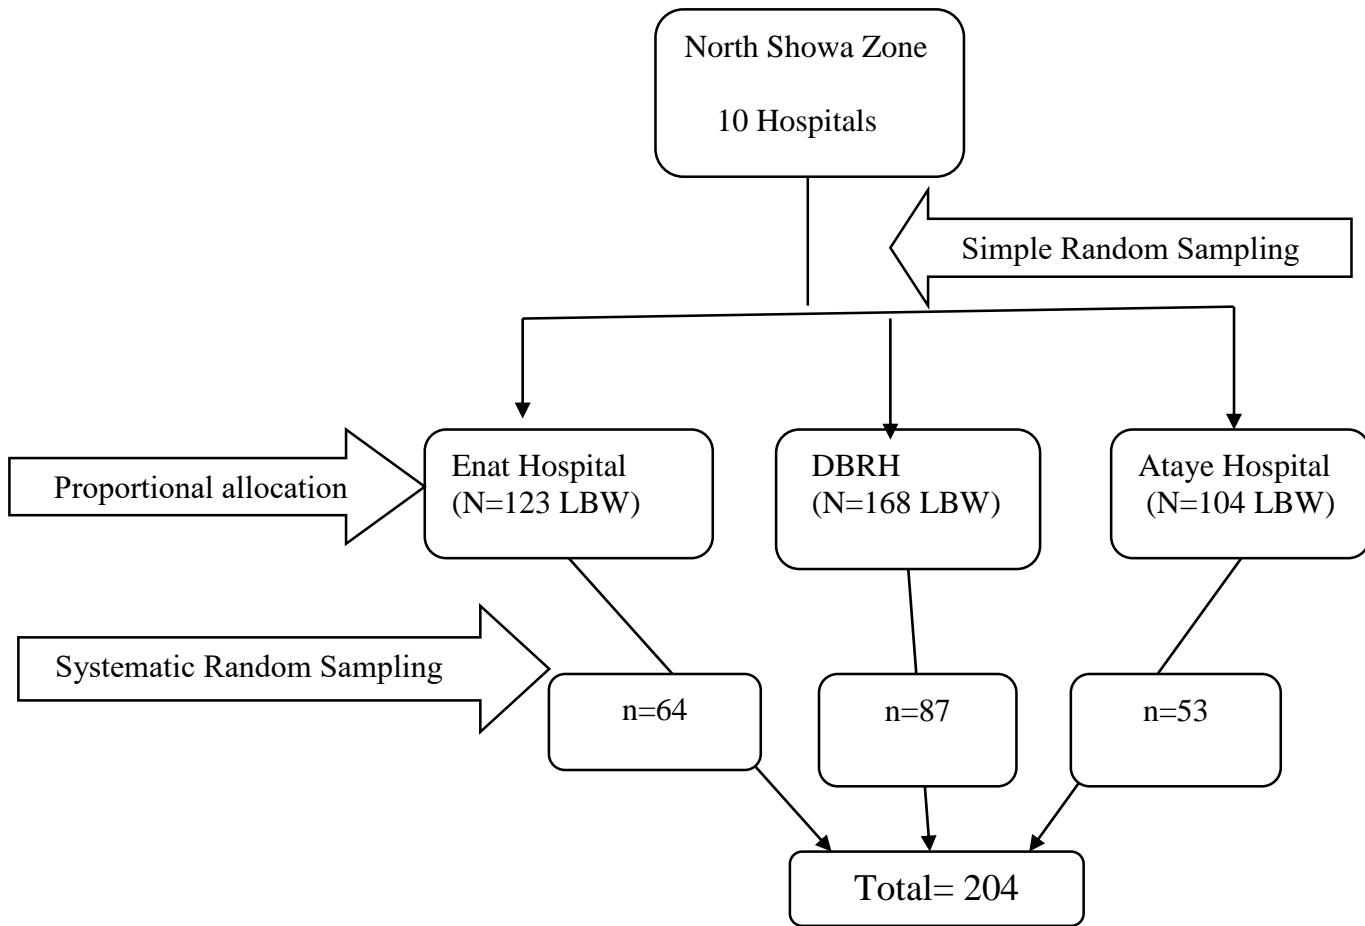 North Showa Zone
10 Hospitals
Simple Random Sampling
Proportional allocation
Enat Hospital
(N=123 LBW)
DBRH
(N=168 LBW)
Ataye Hospital
(N=104 LBW)
Systematic Random Sampling
n=64
n=87
n=53
Total= 204